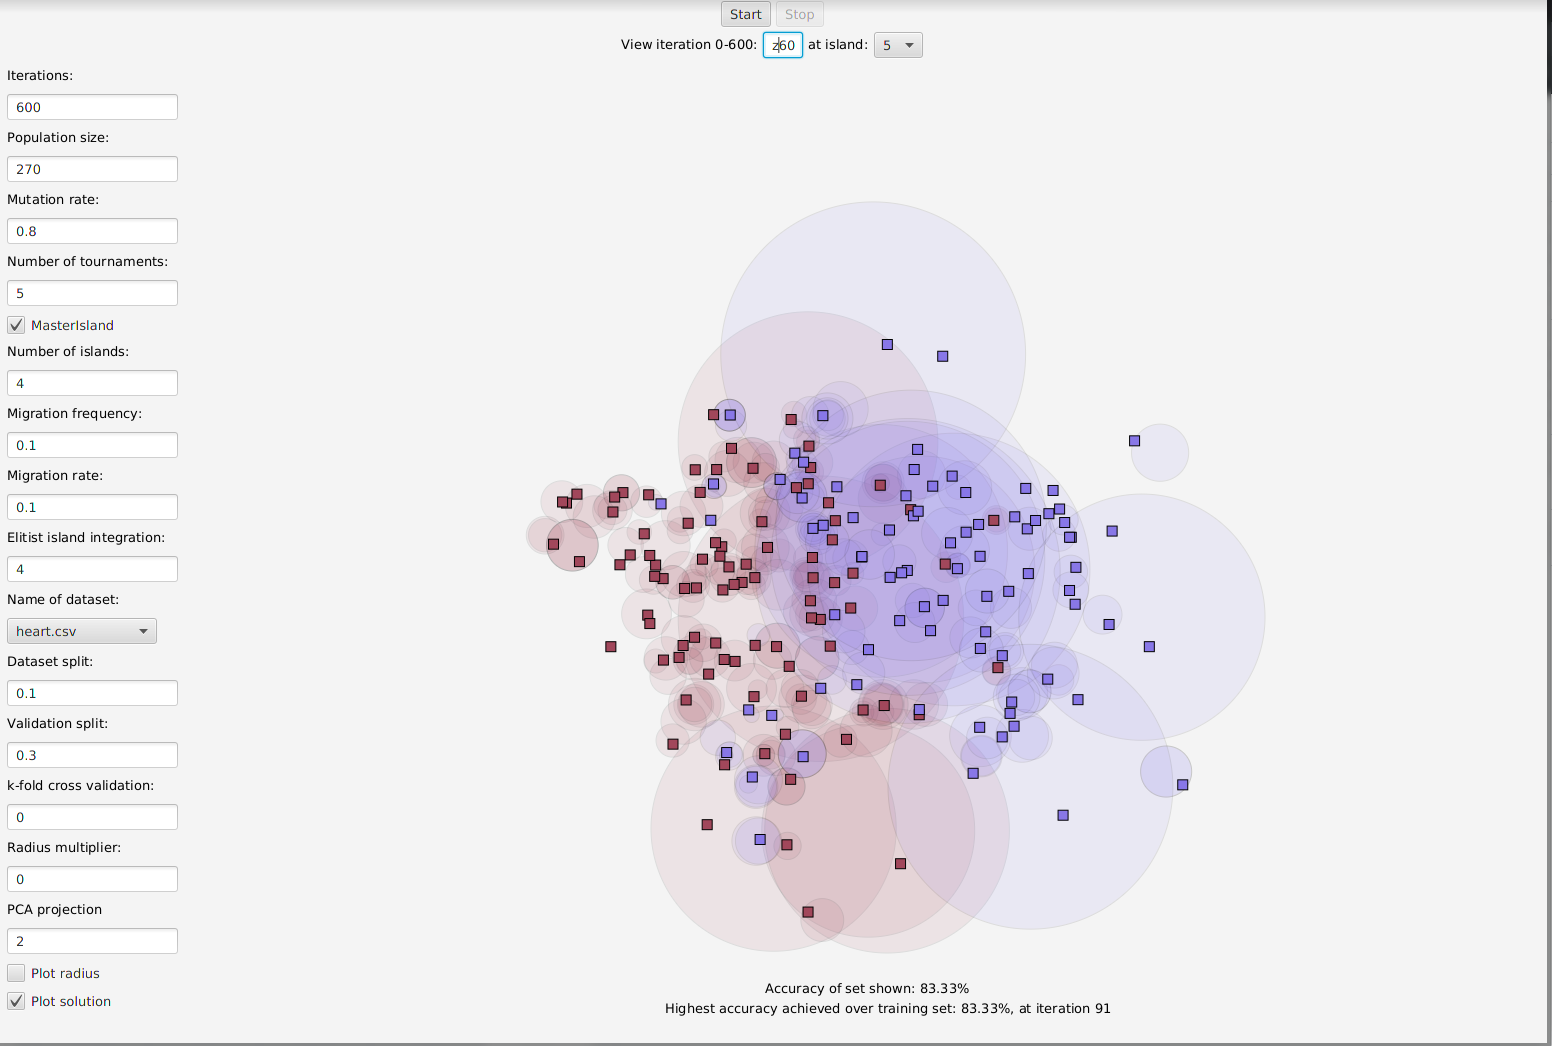 Start Stop
View iteration 0-600: z60 at island: 5
Iterations:
600
Population size:
270
Mutation rate:
0.8
Number of tournaments:
5
MasterIsland
Number of islands:
4
Migration frequency:
0.1
Migration rate:
0.1
Elitist island integration:
4
Name of dataset:
heart.csv
Dataset split:
0.1
Validation split:
0.3
k-fold cross validation:
0
Radius multiplier:
0
PCA projection
2
Plot radius
Plot solution
Accuracy of set shown: 83.33%
Highest accuracy achieved over training set: 83.33%, at iteration 91